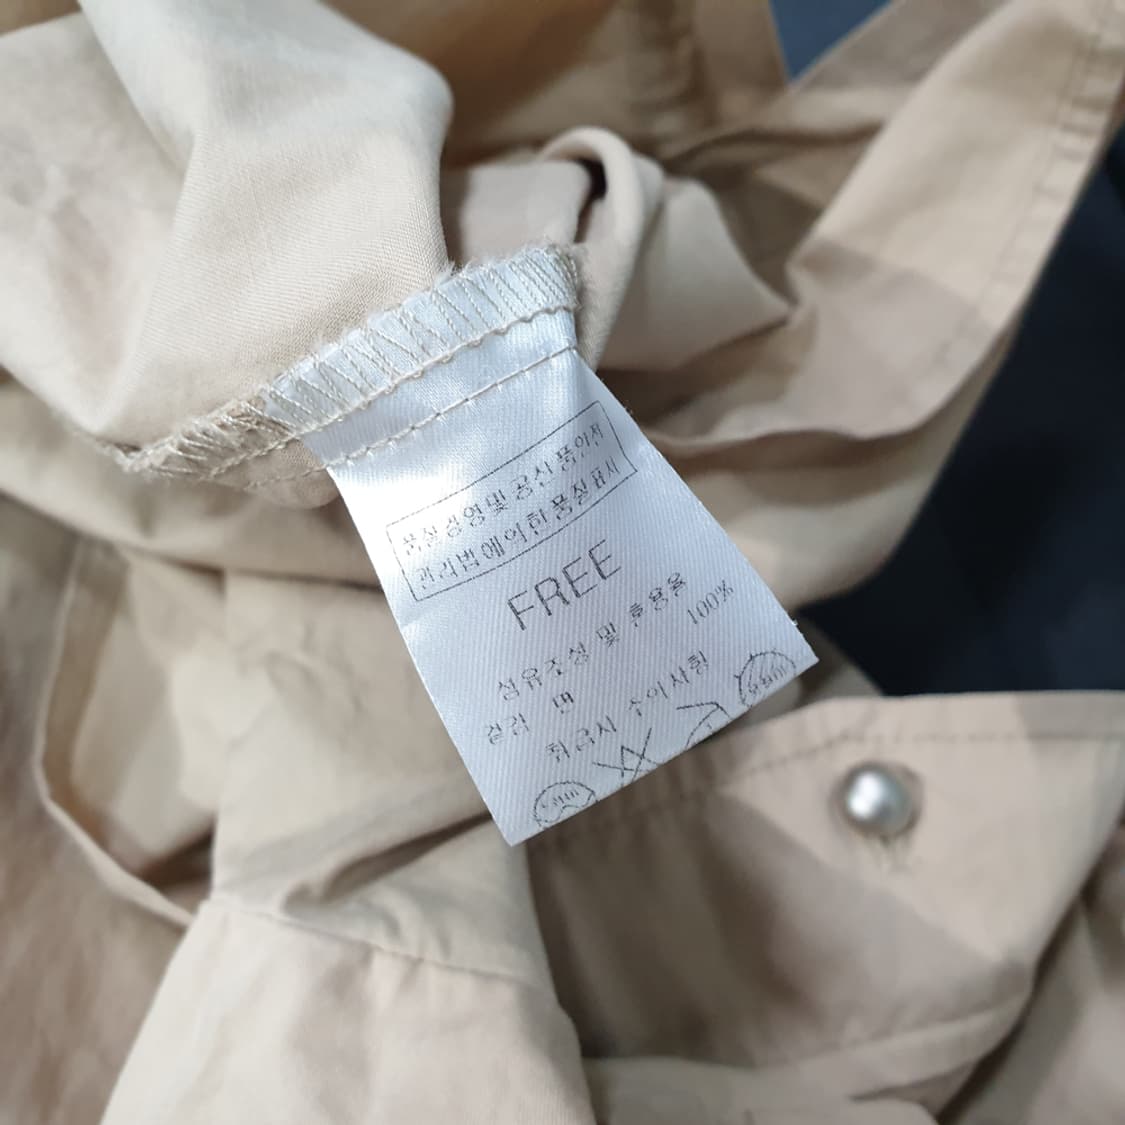 품질경영및공산품안전
관리법에의한품질표시
FREE
섬유조성 및 혼용율
겉감 면 100%
취급시 주의사항